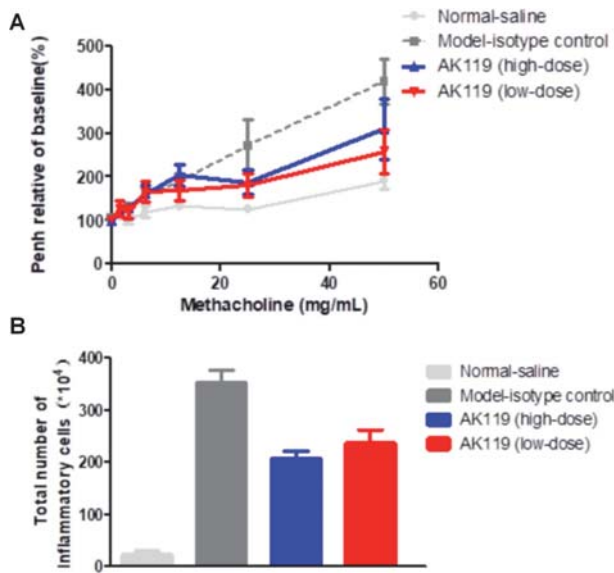 A
Normal-saline
Model-isotype control
AK119 (high-dose)
AK119 (low-dose)
Penh relative of baseline(%)
500
400
300
200
100
0
0 20 40 60
Methacholine (mg/mL)
B
Total number of
Inflammatory cells (*10⁴)
400
300
200
100
0
Normal-saline
Model-isotype control
AK119 (high-dose)
AK119 (low-dose)